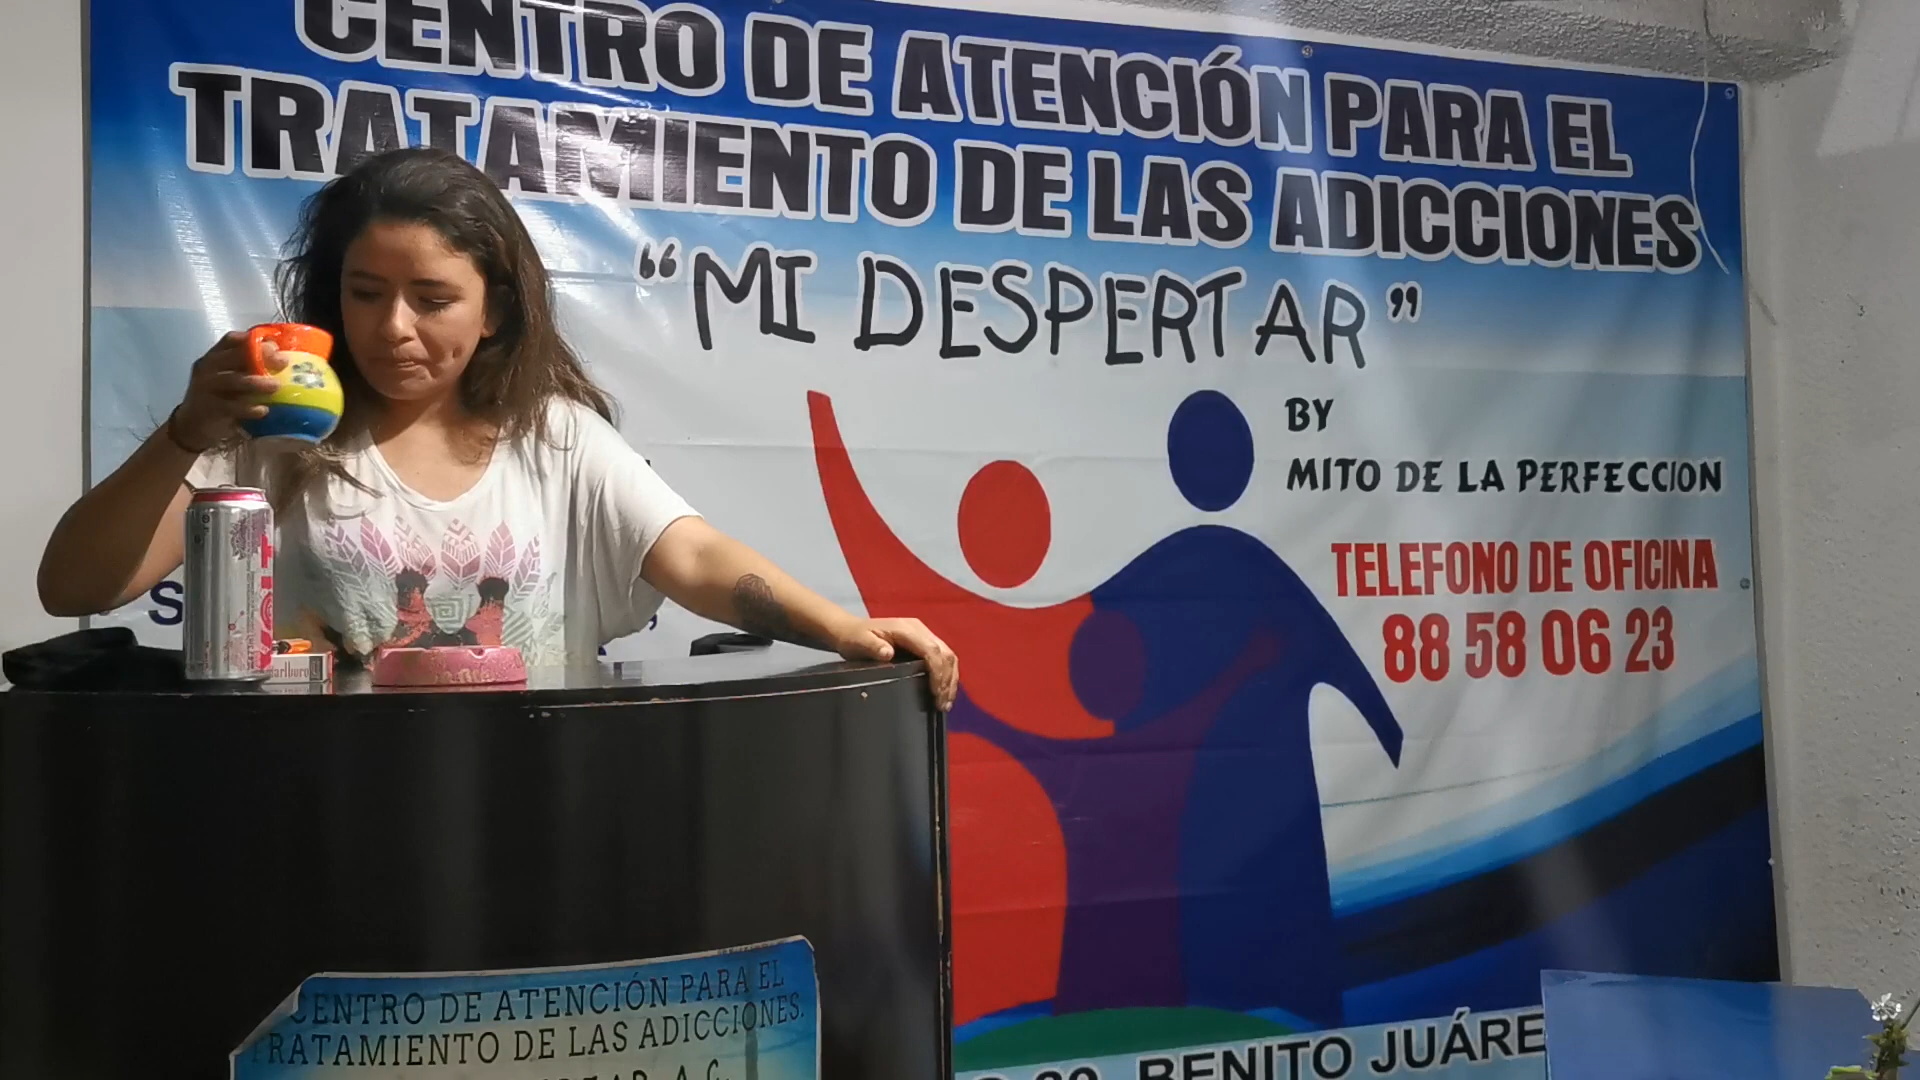 CENTRO DE ATENCIÓN PARA EL
TRATAMIENTO DE LAS ADICCIONES
“MI DESPERTAR”
BY
MITO DE LA PERFECCION
TELEFONO DE OFICINA
88 58 06 23
BENITO JUÁRE
Marlboro
CENTRO DE ATENCIÓN PARA EL
TRATAMIENTO DE LAS ADICCIONES.
A.C.